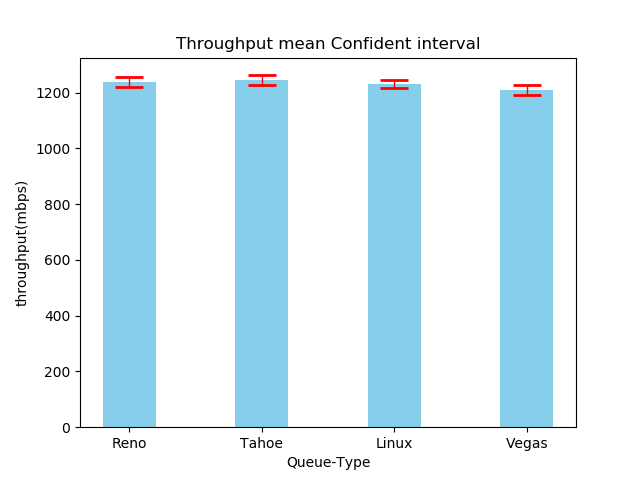 Throughput mean Confident interval
throughput(mbps)
1200
1000
800
600
400
200
0
Reno Tahoe Linux Vegas
Queue-Type